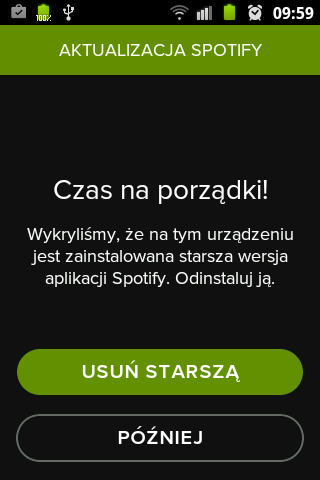 100%
09:59
AKTUALIZACJA SPOTIFY
Czas na porządki!
Wykryliśmy, że na tym urządzeniu
jest zainstalowana starsza wersja
aplikacji Spotify. Odinstaluj ją.
USUŃ STARSZĄ
PÓŹNIEJ